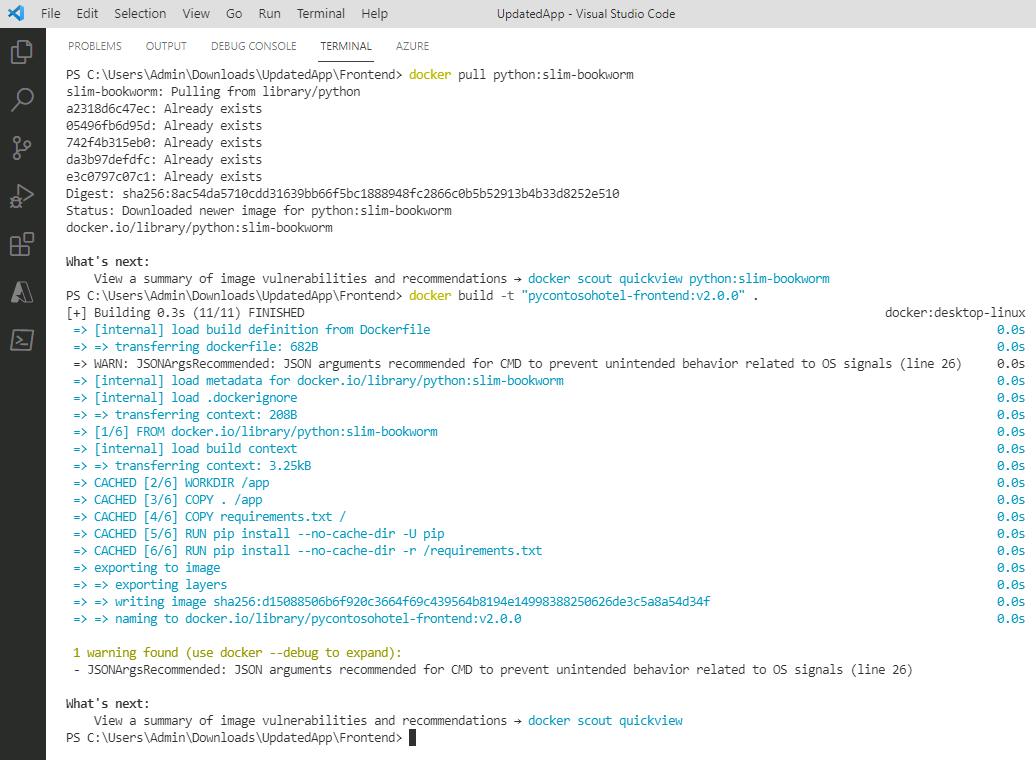 File Edit Selection View Go Run Terminal Help UpdatedApp - Visual Studio Code
PROBLEMS OUTPUT DEBUG CONSOLE TERMINAL AZURE
PS C:\Users\Admin\Downloads\UpdatedApp\Frontend> docker pull python:slim-bookworm
slim-bookworm: Pulling from library/python
a2318d6c47ec: Already exists
05496fb6d95d: Already exists
742f4b315eb0: Already exists
da3b97defdfc: Already exists
e3c0797c07c1: Already exists
Digest: sha256:8ac54da5710cdd31639bb66f5bc1888948fc2866c0b5b52913b4b33d8252e510
Status: Downloaded newer image for python:slim-bookworm
docker.io/library/python:slim-bookworm
What's next:
View a summary of image vulnerabilities and recommendations → docker scout quickview python:slim-bookworm
PS C:\Users\Admin\Downloads\UpdatedApp\Frontend> docker build -t "pycontosohotel-frontend:v2.0.0" .
[+] Building 0.3s (11/11) FINISHED docker:desktop-linux
=> [internal] load build definition from Dockerfile 0.0s
=> => transferring dockerfile: 682B 0.0s
=> WARN: JSONArgsRecommended: JSON arguments recommended for CMD to prevent unintended behavior related to OS signals (line 26) 0.0s
=> [internal] load metadata for docker.io/library/python:slim-bookworm 0.0s
=> [internal] load .dockerignore 0.0s
=> => transferring context: 208B 0.0s
=> [1/6] FROM docker.io/library/python:slim-bookworm 0.0s
=> [internal] load build context 0.0s
=> => transferring context: 3.25kB 0.0s
=> CACHED [2/6] WORKDIR /app 0.0s
=> CACHED [3/6] COPY . /app 0.0s
=> CACHED [4/6] COPY requirements.txt / 0.0s
=> CACHED [5/6] RUN pip install --no-cache-dir -U pip 0.0s
=> CACHED [6/6] RUN pip install --no-cache-dir -r /requirements.txt 0.0s
=> exporting to image 0.0s
=> => exporting layers 0.0s
=> => writing image sha256:d15088506b6f920c3664f69c439564b8194e14998388250626de3c5a8a54d34f 0.0s
=> => naming to docker.io/library/pycontosohotel-frontend:v2.0.0 0.0s
1 warning found (use docker --debug to expand):
- JSONArgsRecommended: JSON arguments recommended for CMD to prevent unintended behavior related to OS signals (line 26)
What's next:
View a summary of image vulnerabilities and recommendations → docker scout quickview
PS C:\Users\Admin\Downloads\UpdatedApp\Frontend>